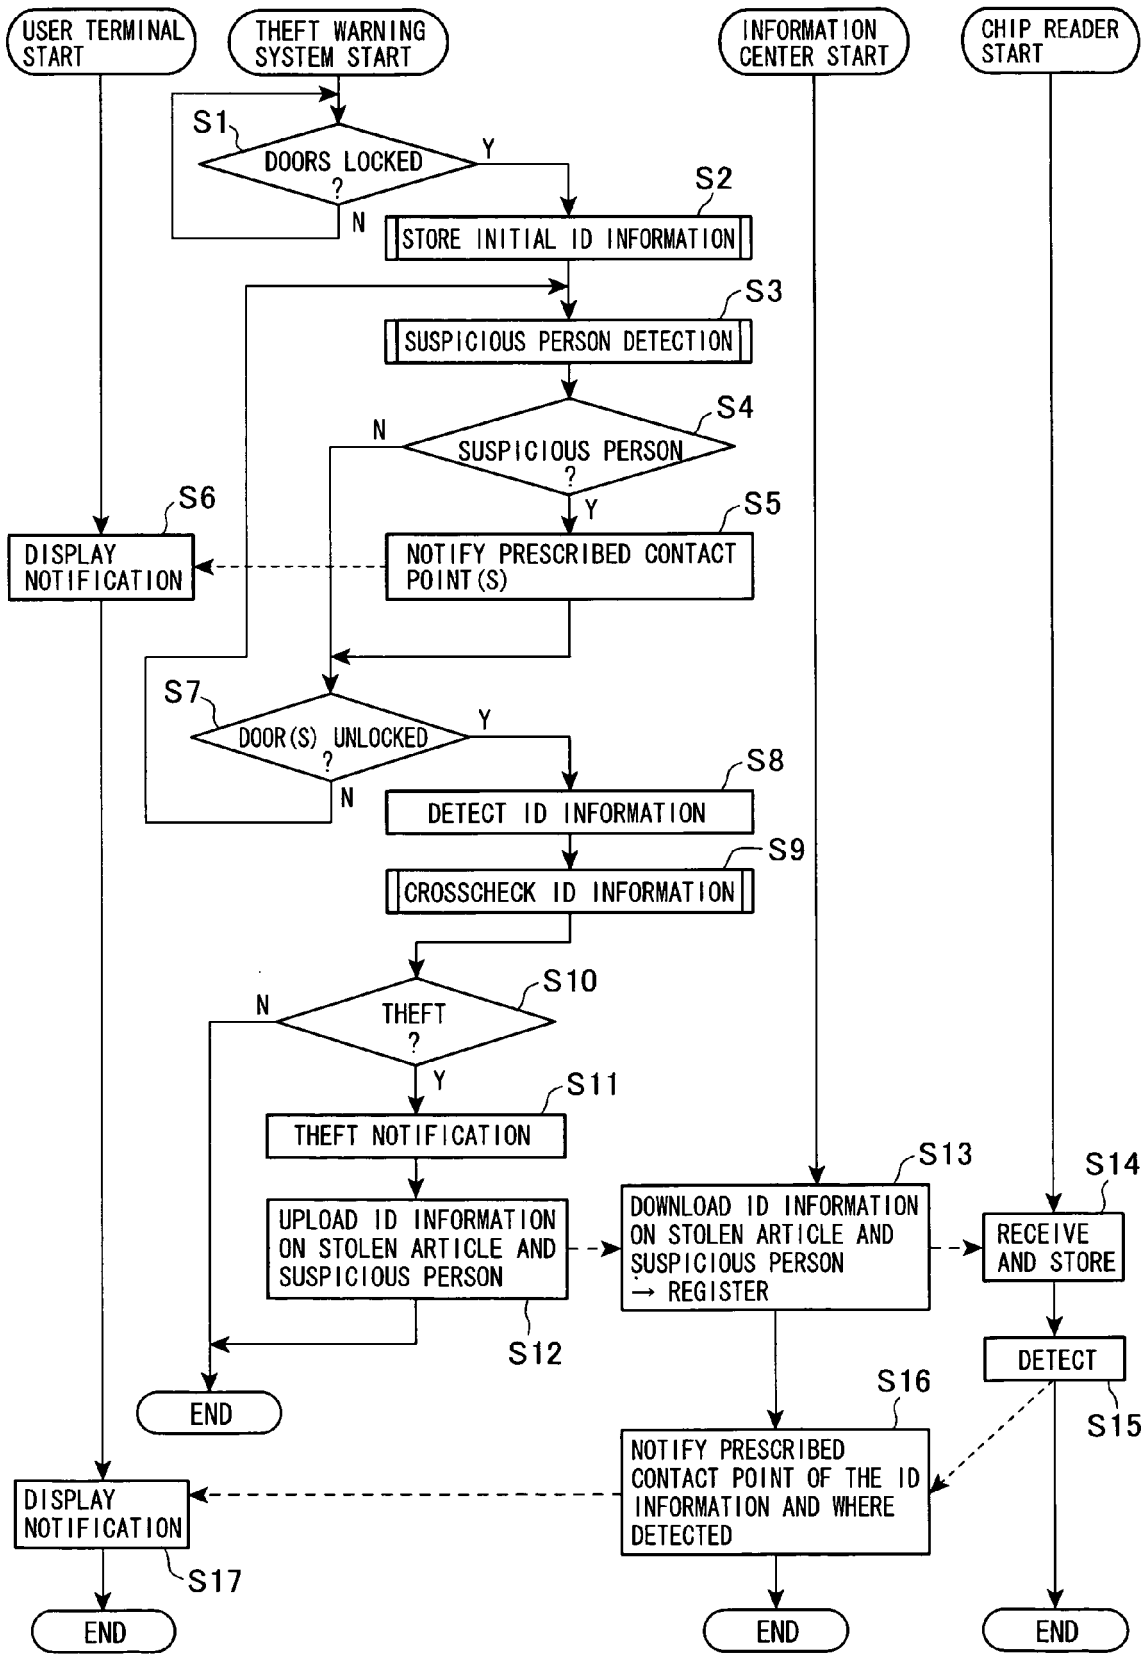 USER TERMINAL
START
THEFT WARNING
SYSTEM START
INFORMATION
CENTER START
CHIP READER
START
S1
DOORS LOCKED
?
Y
N
S2
STORE INITIAL ID INFORMATION
S3
SUSPICIOUS PERSON DETECTION
S4
SUSPICIOUS PERSON
?
N
Y
S5
NOTIFY PRESCRIBED CONTACT
POINT(S)
S6
DISPLAY
NOTIFICATION
S7
DOOR(S) UNLOCKED
?
Y
N
S8
DETECT ID INFORMATION
S9
CROSSCHECK ID INFORMATION
S10
THEFT
?
N
Y
S11
THEFT NOTIFICATION
UPLOAD ID INFORMATION
ON STOLEN ARTICLE AND
SUSPICIOUS PERSON
S12
S13
DOWNLOAD ID INFORMATION
ON STOLEN ARTICLE AND
SUSPICIOUS PERSON
→ REGISTER
S14
RECEIVE
AND STORE
DETECT
S15
END
S16
NOTIFY PRESCRIBED
CONTACT POINT OF THE ID
INFORMATION AND WHERE
DETECTED
DISPLAY
NOTIFICATION
S17
END
END
END